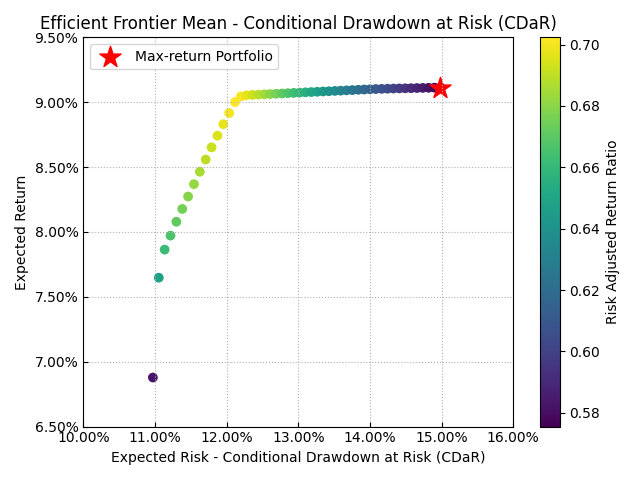 Efficient Frontier Mean - Conditional Drawdown at Risk (CDaR)
Max-return Portfolio
Expected Return
9.50%
9.00%
8.50%
8.00%
7.50%
7.00%
6.50%
10.00% 11.00% 12.00% 13.00% 14.00% 15.00% 16.00%
Expected Risk - Conditional Drawdown at Risk (CDaR)
0.70
0.68
0.66
0.64
0.62
0.60
0.58
Risk Adjusted Return Ratio